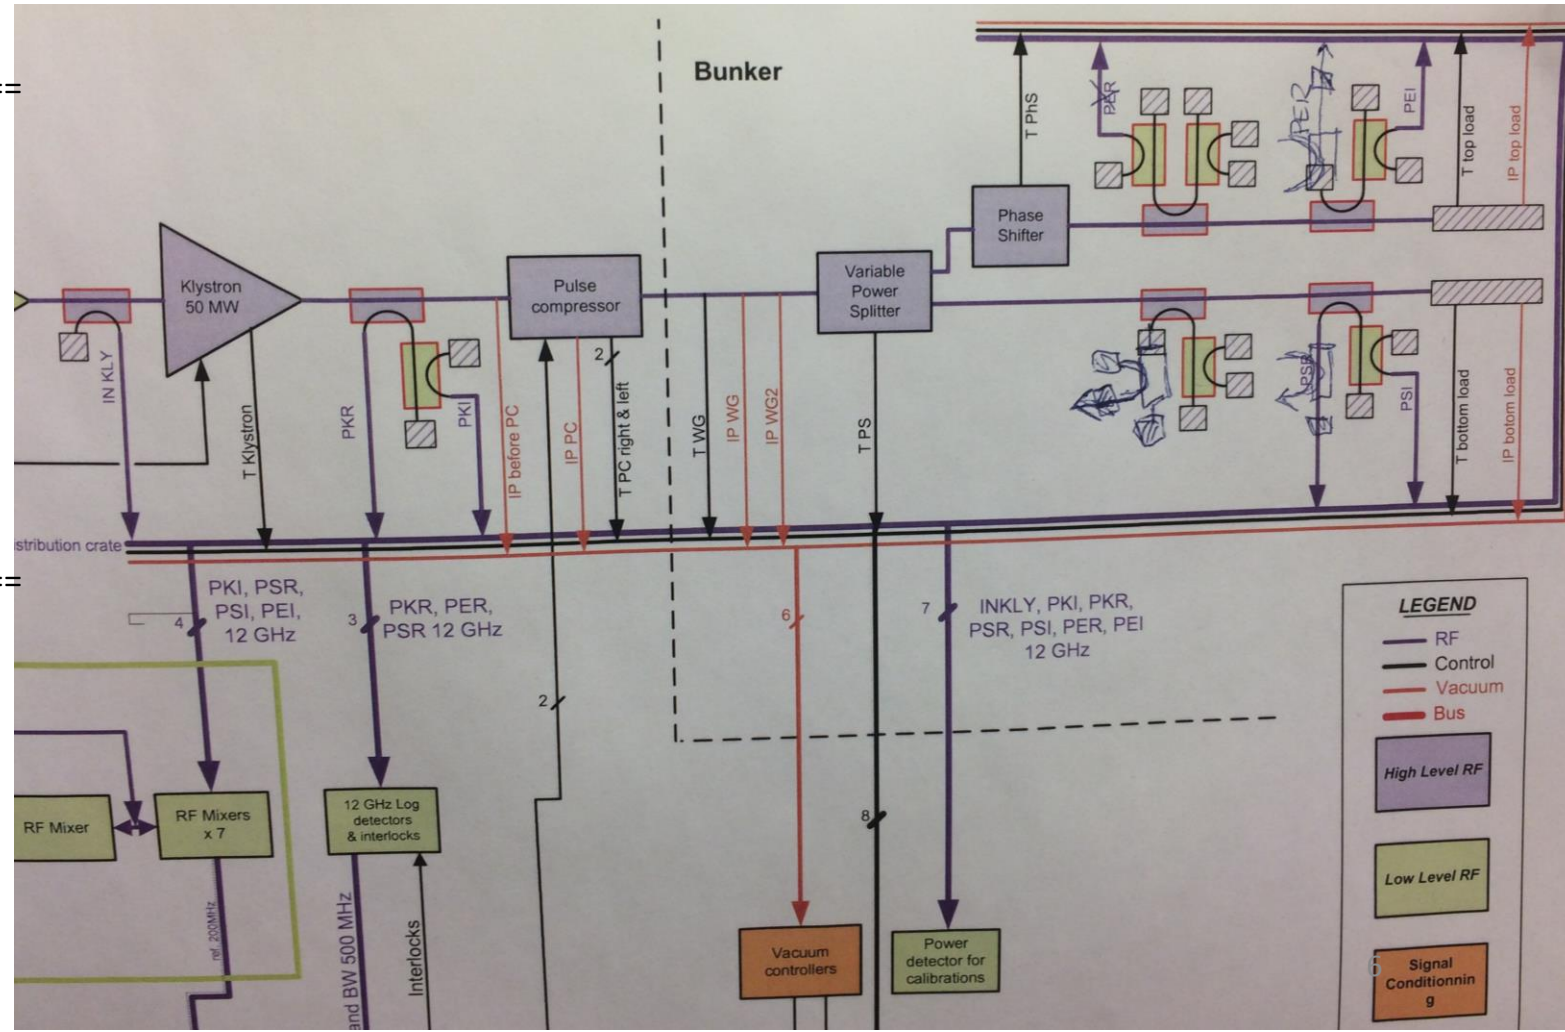 ==
==
Bunker
T PhS
PER
PER
PEI
T top load
IP top load
Phase
Shifter
Klystron
50 MW
Pulse
compressor
Variable
Power
Splitter
IN KLY
T Klystron
PKR
PKI
IP before PC
IP PC
2
T PC right & left
T WG
IP WG
IP WG2
T PS
PSR
PSI
T bottom load
IP botom load
stribution crate
PKI, PSR,
PSI, PEI,
12 GHz
4
PKR, PER,
PSR 12 GHz
3
2
6
7
INKLY, PKI, PKR,
PSR, PSI, PER, PEI
12 GHz
8
RF Mixer
RF Mixers
x 7
12 GHz Log
detectors
& interlocks
ref. 200MHz
and BW 500 MHz
Interlocks
Vacuum
controllers
Power
detector for
calibrations
LEGEND
RF
Control
Vacuum
Bus
High Level RF
Low Level RF
Signal
Conditionnin
g
6